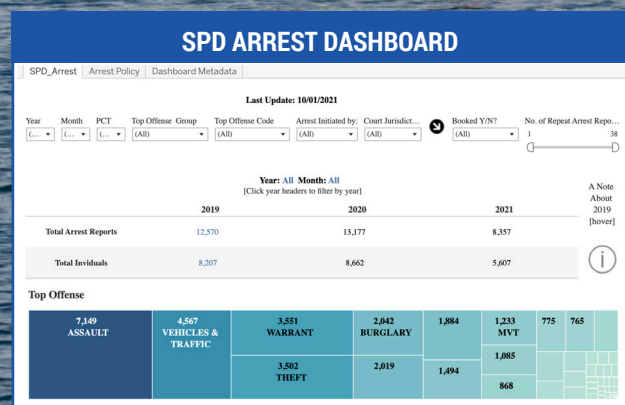 SPD ARREST DASHBOARD
SPD_Arrest Arrest Policy Dashboard Metadata
Last Update: 10/01/2021
Year Month PCT Top Offense Group Top Offense Code Arrest Initiated by: Court Jurisdict... Booked Y/N? No. of Repeat Arrest Repo...
(... (... (... (All) (All) (All) (All) (All) 1 38
Year: All Month: All
[Click year headers to filter by year]
A Note
About
2019
[hover]
2019 2020 2021
Total Arrest Reports 12,570 13,177 8,357
Total Inviduals 8,207 8,662 5,607
Top Offense
7,149
ASSAULT
4,567
VEHICLES &
TRAFFIC
3,551
WARRANT
3,502
THEFT
2,042
BURGLARY
2,019
1,884
1,494
1,233
MVT
1,085
868
775
765